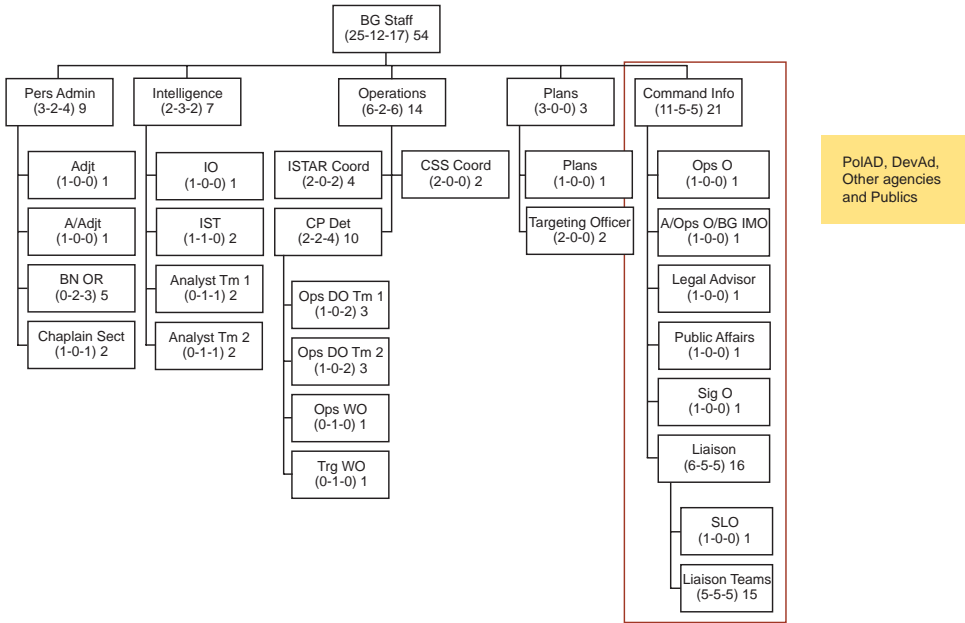 BG Staff
(25-12-17) 54
Pers Admin
(3-2-4) 9
Intelligence
(2-3-2) 7
Operations
(6-2-6) 14
Plans
(3-0-0) 3
Command Info
(11-5-5) 21
Adjt
(1-0-0) 1
A/Adjt
(1-0-0) 1
BN OR
(0-2-3) 5
Chaplain Sect
(1-0-1) 2
IO
(1-0-0) 1
IST
(1-1-0) 2
Analyst Tm 1
(0-1-1) 2
Analyst Tm 2
(0-1-1) 2
ISTAR Coord
(2-0-2) 4
CSS Coord
(2-0-0) 2
CP Det
(2-2-4) 10
Ops DO Tm 1
(1-0-2) 3
Ops DO Tm 2
(1-0-2) 3
Ops WO
(0-1-0) 1
Trg WO
(0-1-0) 1
Plans
(1-0-0) 1
Targeting Officer
(2-0-0) 2
Ops O
(1-0-0) 1
A/Ops O/BG IMO
(1-0-0) 1
Legal Advisor
(1-0-0) 1
Public Affairs
(1-0-0) 1
Sig O
(1-0-0) 1
Liaison
(6-5-5) 16
SLO
(1-0-0) 1
Liaison Teams
(5-5-5) 15
PolAD, DevAd,
Other agencies
and Publics